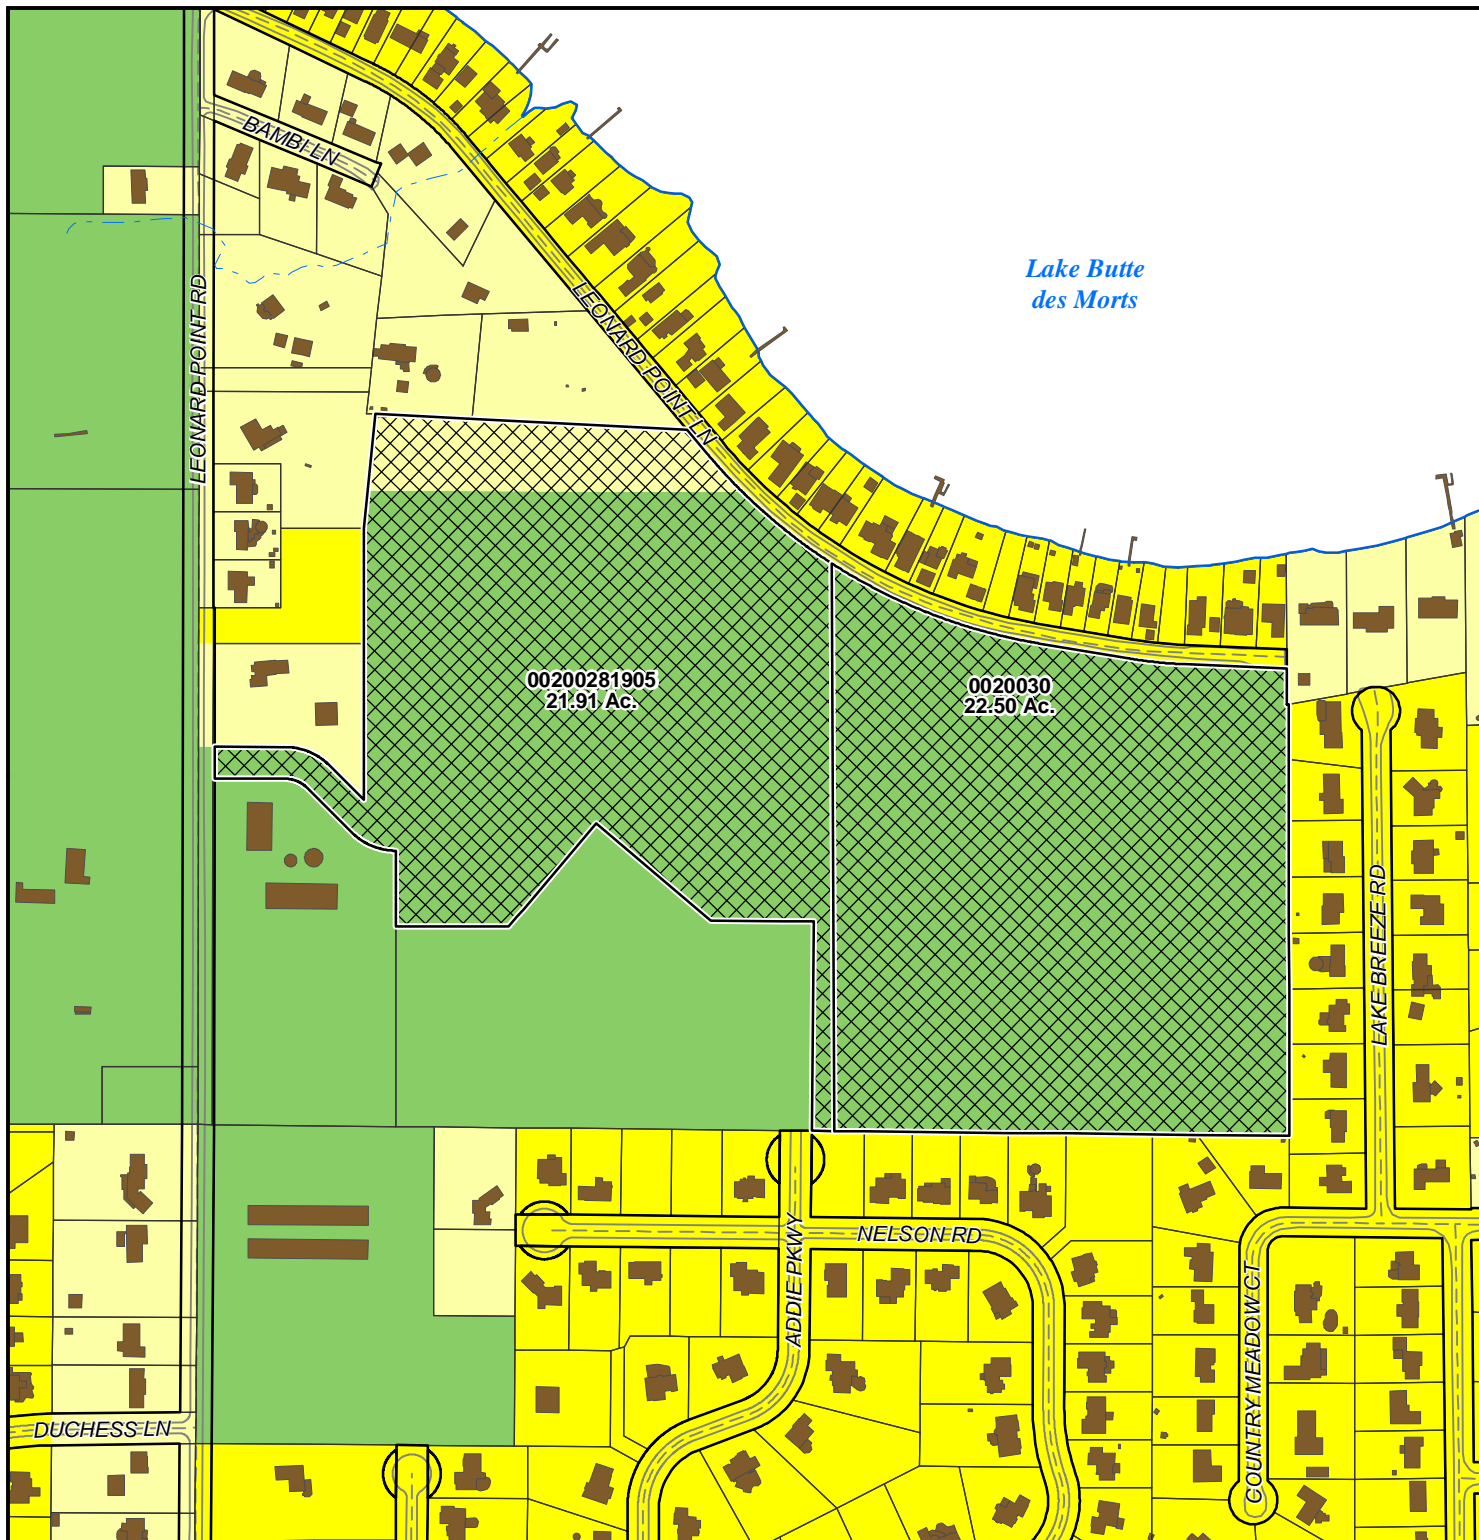 BAMBI LN
Lake Butte
des Morts
LEONARD POINT RD
LEONARD POINT LN
00200281905
21.91 Ac.
0020030
22.50 Ac.
LAKE BREEZE RD
NELSON RD
ADDIE PKWY
COUNTRY MEADOW CT
DUCHESS LN